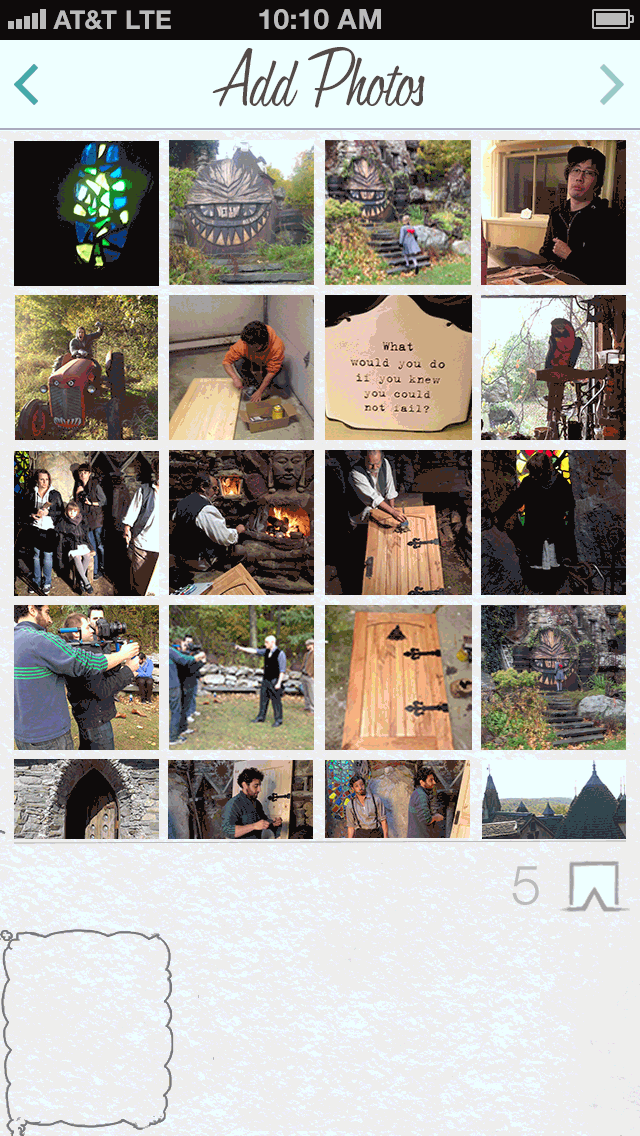 AT&T LTE 10:10 AM
Add Photos
What
would you do
if you knew
you could
not fail?
5